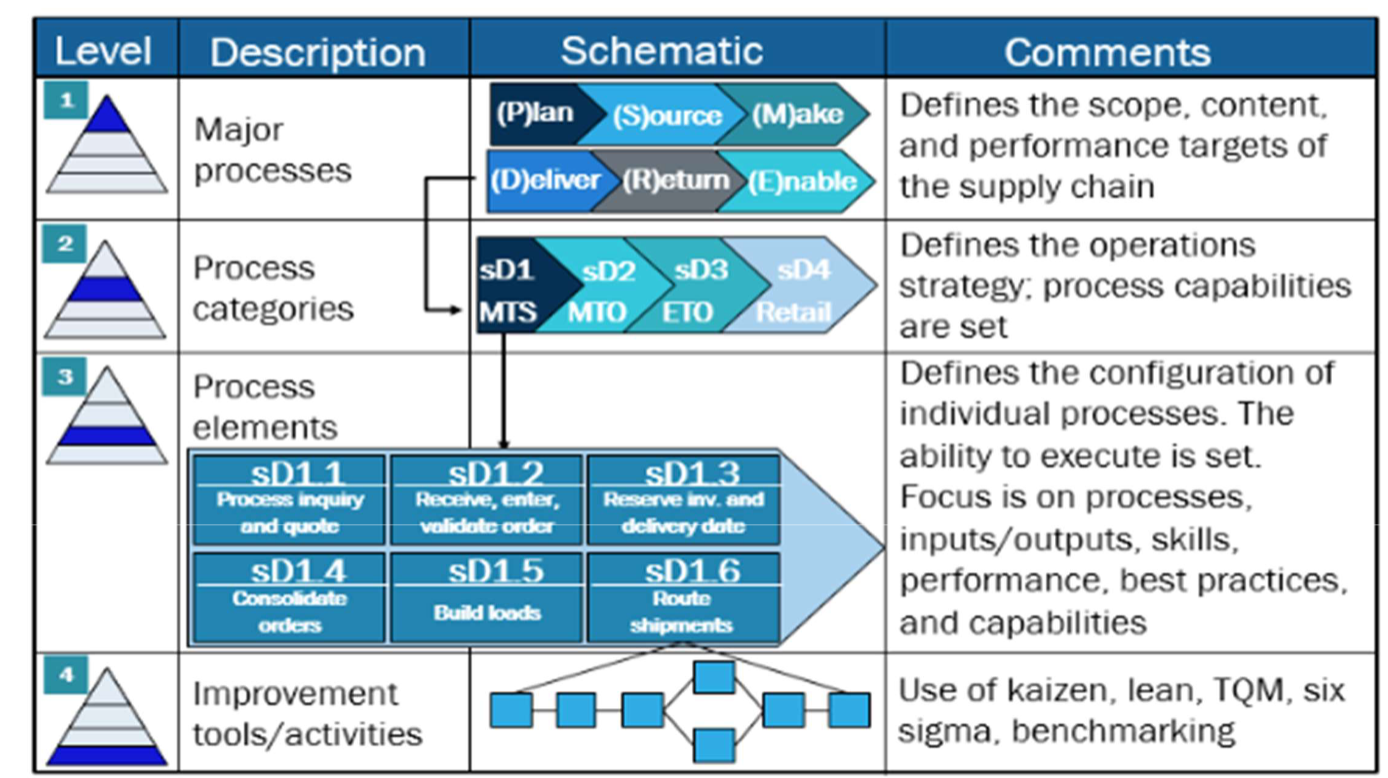 Level Description Schematic Comments
1
Major
processes
(P)lan (S)ource (M)ake
(D)eliver (R)eturn (E)nable
Defines the scope, content,
and performance targets of
the supply chain
2
Process
categories
sD1 sD2 sD3 sD4
MTS MTO ETO Retail
Defines the operations
strategy; process capabilities
are set
3
Process
elements
sD1.1
Process inquiry
and quote
sD1.2
Receive, enter,
validate order
sD1.3
Reserve inv. and
delivery date
sD1.4
Consolidate
orders
sD1.5
Build loads
sD1.6
Route
shipments
Defines the configuration of
individual processes. The
ability to execute is set.
Focus is on processes,
inputs/outputs, skills,
performance, best practices,
and capabilities
4
Improvement
tools/activities
Use of kaizen, lean, TQM, six
sigma, benchmarking